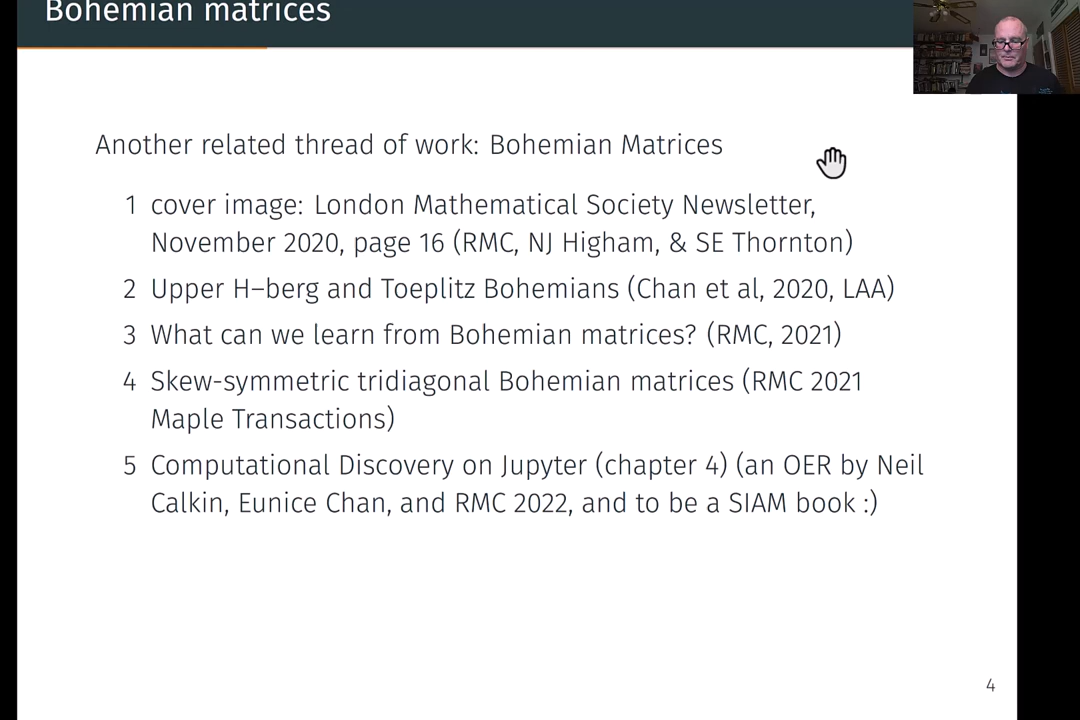 Bohemian matrices
Another related thread of work: Bohemian Matrices
1 cover image: London Mathematical Society Newsletter,
November 2020, page 16 (RMC, NJ Higham, & SE Thornton)
2 Upper H–berg and Toeplitz Bohemians (Chan et al, 2020, LAA)
3 What can we learn from Bohemian matrices? (RMC, 2021)
4 Skew-symmetric tridiagonal Bohemian matrices (RMC 2021
Maple Transactions)
5 Computational Discovery on Jupyter (chapter 4) (an OER by Neil
Calkin, Eunice Chan, and RMC 2022, and to be a SIAM book :)
4